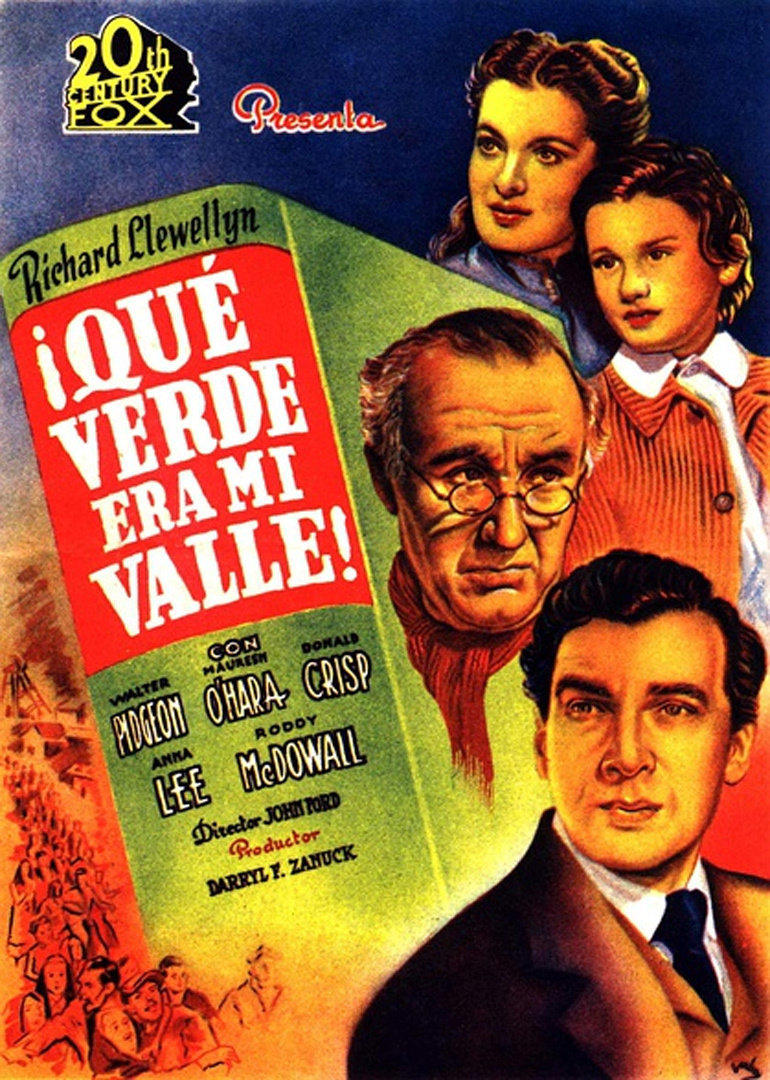 20th
CENTURY
FOX
Presenta
Richard Llewellyn
¡QUÉ
VERDE
ERA MI
VALLE!
CON
WALTER MAUREEN DONALD
PIDGEON O'HARA CRISP
ANNA RODDY
LEE McDOWALL
Director JOHN FORD
Productor
DARRYL F. ZANUCK